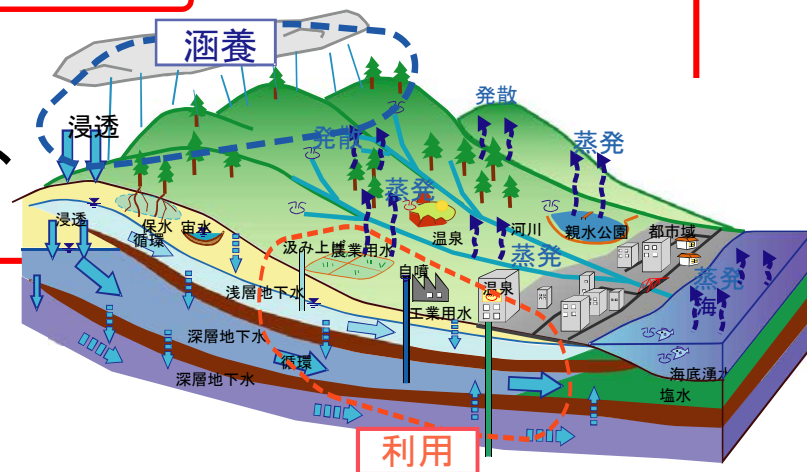 涵養
発散
浸透
発散
蒸発
蒸発
浸透
保水
宙水
循環
汲み上げ
農業用水
温泉
河川
親水公園
都市域
蒸発
自噴
温泉
蒸発
浅層地下水
工業用水
海
深層地下水
循環
深層地下水
海底湧水
塩水
利用